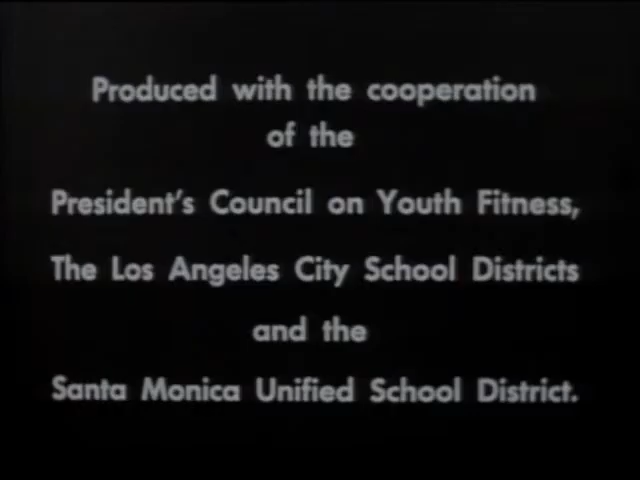 Produced with the cooperation
of the
President's Council on Youth Fitness,
The Los Angeles City School Districts
and the
Santa Monica Unified School District.